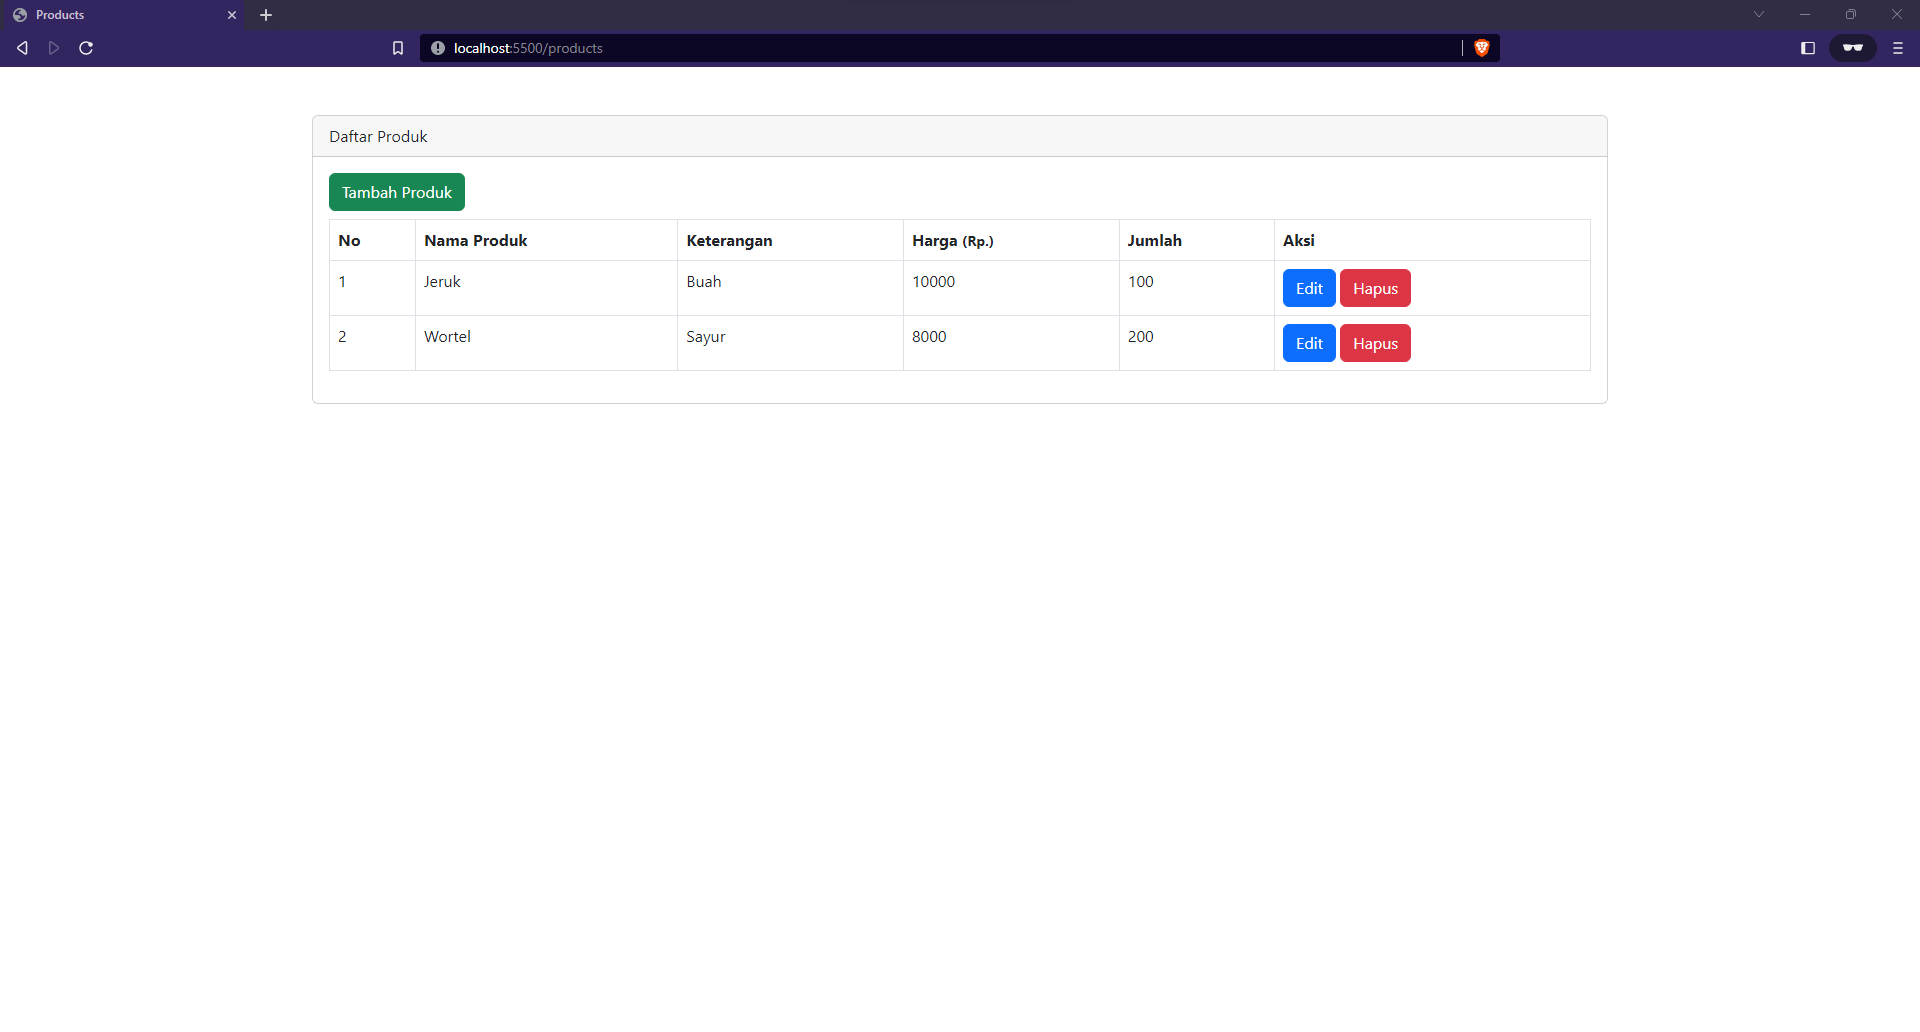 Products
localhost:5500/products
Daftar Produk
Tambah Produk
No Nama Produk Keterangan Harga (Rp.) Jumlah Aksi
1 Jeruk Buah 10000 100 Edit Hapus
2 Wortel Sayur 8000 200 Edit Hapus